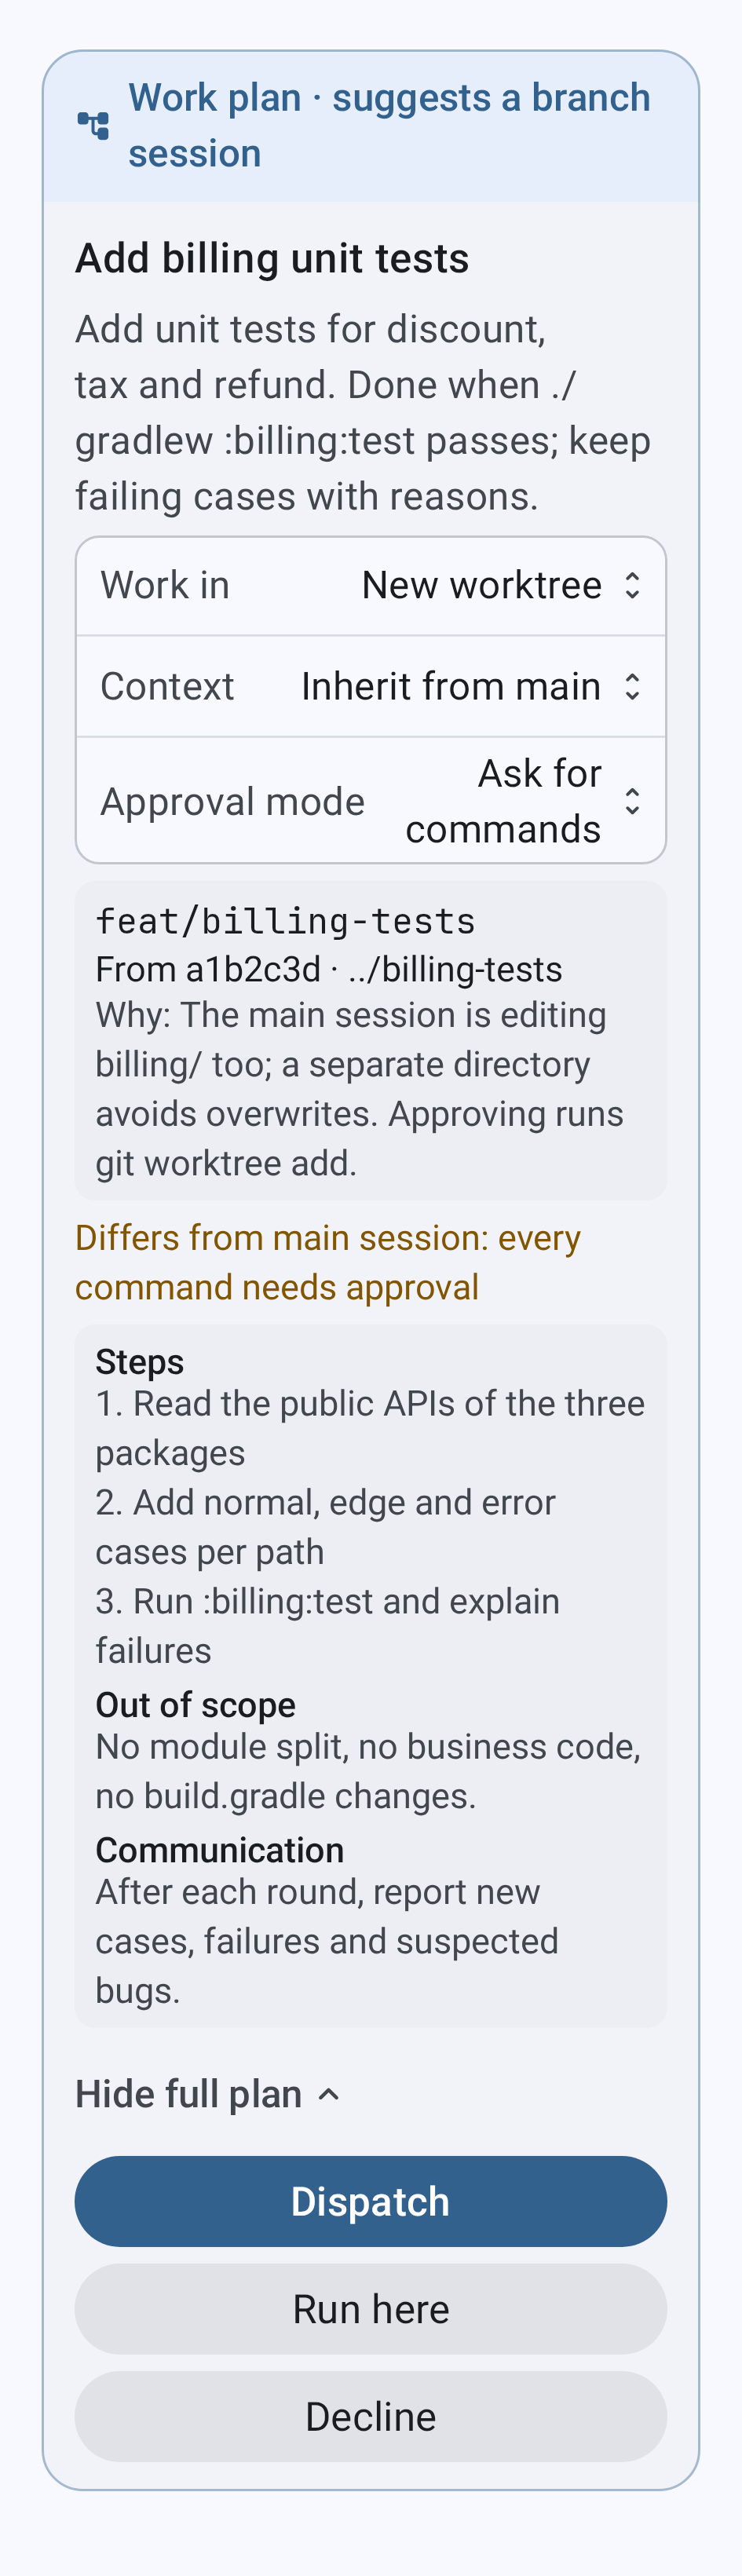 Work plan · suggests a branch
session
Add billing unit tests
Add unit tests for discount,
tax and refund. Done when ./
gradlew :billing:test passes; keep
failing cases with reasons.
Work in New worktree
Context Inherit from main
Approval mode Ask for
commands
feat/billing-tests
From a1b2c3d · ../billing-tests
Why: The main session is editing
billing/ too; a separate directory
avoids overwrites. Approving runs
git worktree add.
Differs from main session: every
command needs approval
Steps
1. Read the public APIs of the three
packages
2. Add normal, edge and error
cases per path
3. Run :billing:test and explain
failures
Out of scope
No module split, no business code,
no build.gradle changes.
Communication
After each round, report new
cases, failures and suspected
bugs.
Hide full plan
Dispatch
Run here
Decline